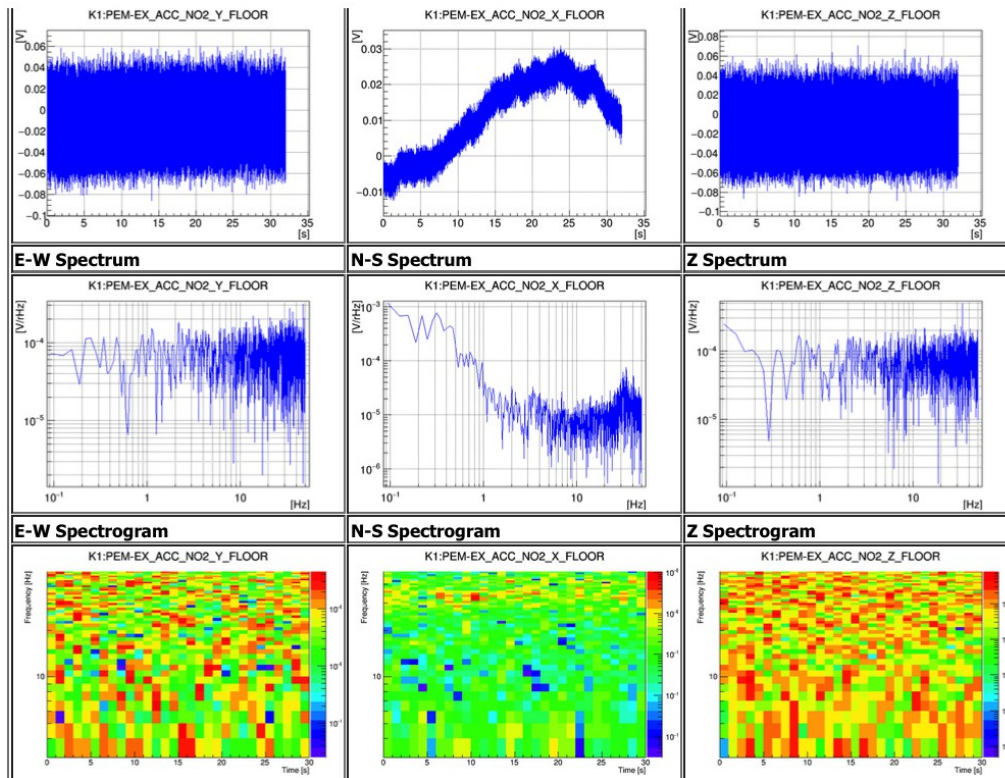 K1:PEM-EX_ACC_NO2_Y_FLOOR
[V]
0.06
0.04
0.02
0
−0.02
−0.04
−0.06
−0.08
−0.1
0 5 10 15 20 25 30 35
[s]
K1:PEM-EX_ACC_NO2_X_FLOOR
[V]
0.03
0.02
0.01
0
−0.01
0 5 10 15 20 25 30 35
[s]
K1:PEM-EX_ACC_NO2_Z_FLOOR
[V]
0.08
0.06
0.04
0.02
0
−0.02
−0.04
−0.06
−0.08
−0.1
0 5 10 15 20 25 30 35
[s]
E-W Spectrum
N-S Spectrum
Z Spectrum
K1:PEM-EX_ACC_NO2_Y_FLOOR
[V/rHz]
10⁻⁴
10⁻⁵
10⁻¹ 1 10
[Hz]
K1:PEM-EX_ACC_NO2_X_FLOOR
[V/rHz]
10⁻³
10⁻⁴
10⁻⁵
10⁻⁶
10⁻¹ 1 10
[Hz]
K1:PEM-EX_ACC_NO2_Z_FLOOR
[V/rHz]
10⁻⁴
10⁻⁵
10⁻¹ 1 10
[Hz]
E-W Spectrogram
N-S Spectrogram
Z Spectrogram
K1:PEM-EX_ACC_NO2_Y_FLOOR
Frequency [Hz]
10
0 5 10 15 20 25 30
Time [s]
K1:PEM-EX_ACC_NO2_X_FLOOR
Frequency [Hz]
10
0 5 10 15 20 25 30
Time [s]
K1:PEM-EX_ACC_NO2_Z_FLOOR
Frequency [Hz]
10
0 5 10 15 20 25 30
Time [s]